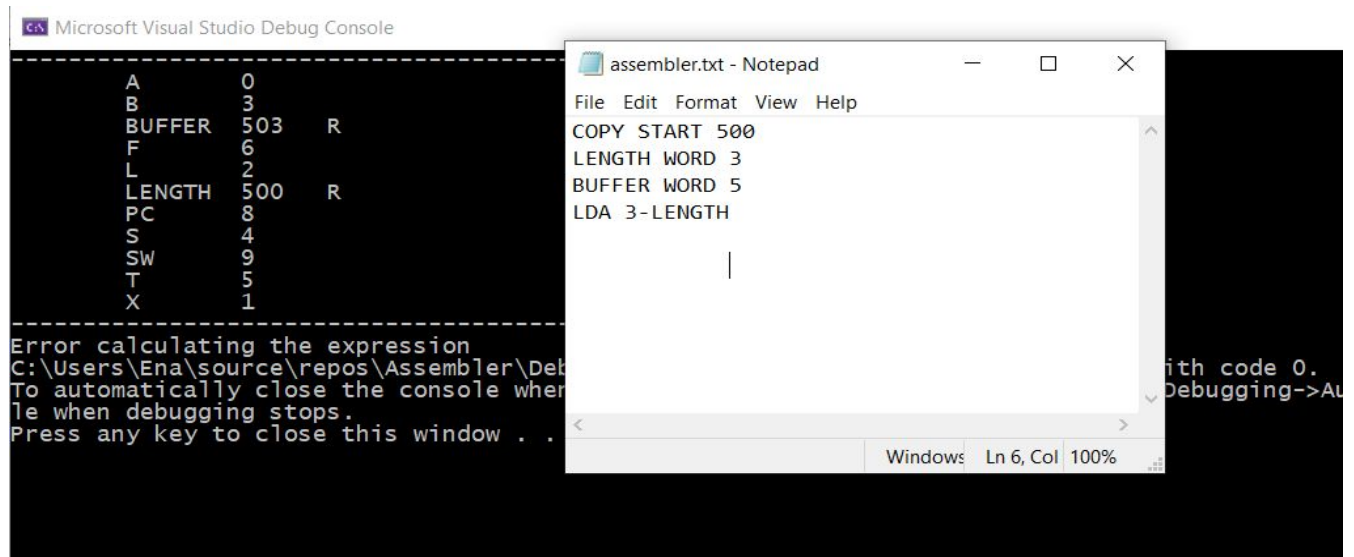 Microsoft Visual Studio Debug Console
----------------------------------------
A 0
B 3
BUFFER 503 R
F 6
L 2
LENGTH 500 R
PC 8
S 4
SW 9
T 5
X 1
----------------------------------------
Error calculating the expression
C:\Users\Ena\source\repos\Assembler\Deb ith code 0.
To automatically close the console when Debugging->Au
le when debugging stops.
Press any key to close this window . .
assembler.txt - Notepad
File Edit Format View Help
COPY START 500
LENGTH WORD 3
BUFFER WORD 5
LDA 3-LENGTH
Windows Ln 6, Col 100%